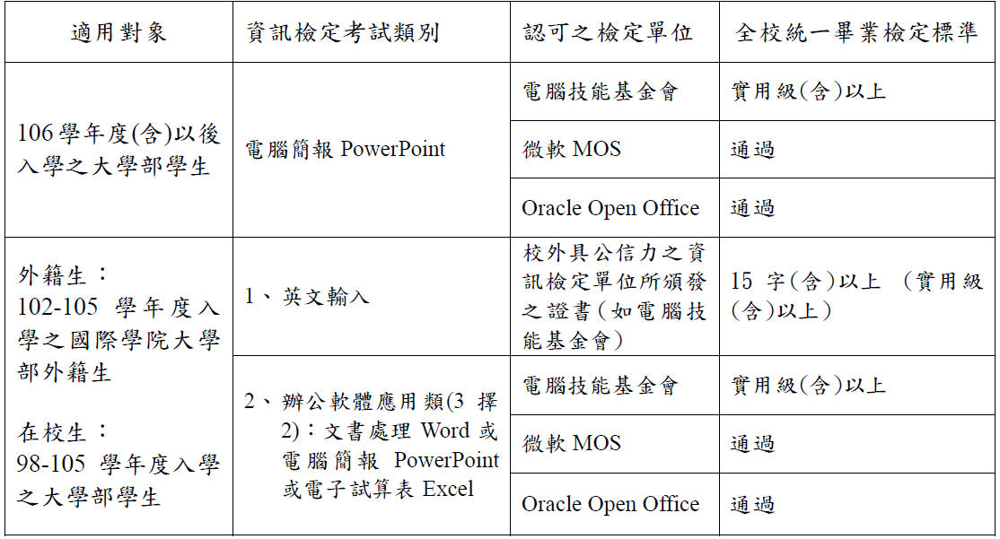 適用對象
資訊檢定考試類別
認可之檢定單位
全校統一畢業檢定標準
106學年度(含)以後
入學之大學部學生
電腦簡報 PowerPoint
電腦技能基金會
實用級(含)以上
微軟 MOS
通過
Oracle Open Office
通過
外籍生：
102-105 學年度入
學之國際學院大學
部外籍生
在校生：
98-105 學年度入學
之大學部學生
1、英文輸入
校外具公信力之資
訊檢定單位所頒發
之證書(如電腦技
能基金會)
15 字(含)以上 (實用級
(含)以上)
2、辦公軟體應用類(3 擇
2)：文書處理 Word 或
電腦簡報 PowerPoint
或電子試算表 Excel
電腦技能基金會
實用級(含)以上
微軟 MOS
通過
Oracle Open Office
通過